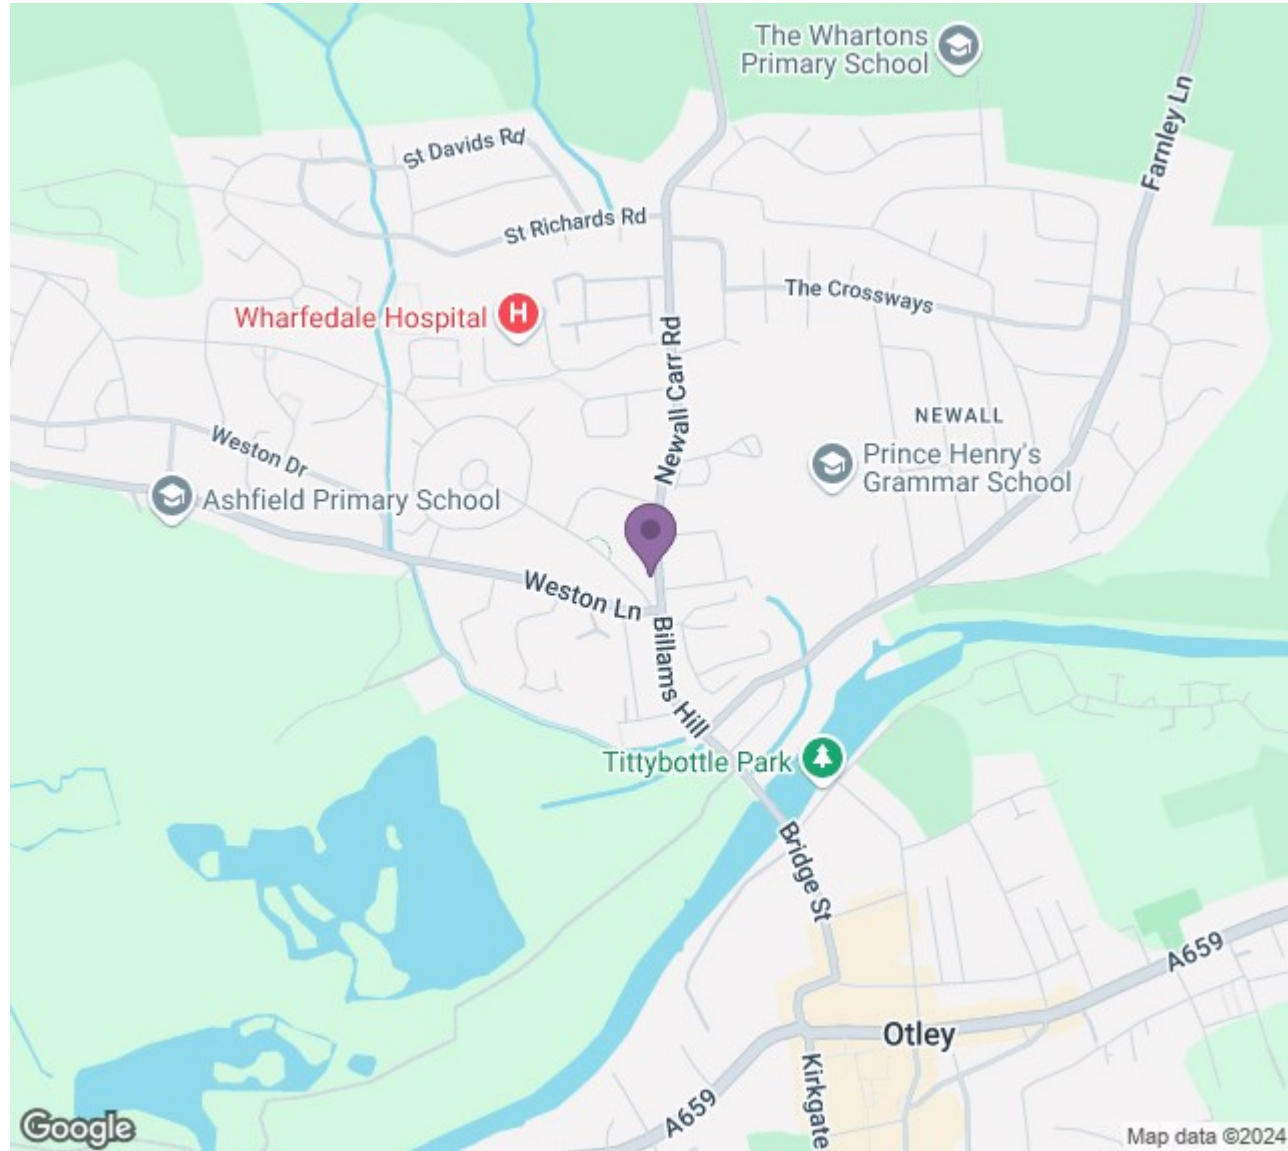 The Whartons
Primary School
Farnley Ln
St Davids Rd
St Richards Rd
The Crossways
Wharfedale Hospital
H
Newall Carr Rd
NEWALL
Weston Dr
Prince Henry's
Grammar School
Ashfield Primary School
Weston Ln
Billams Hill
Tittybottle Park
Bridge St
A659
Otley
Kirkgate
A659
Google
Map data ©2024